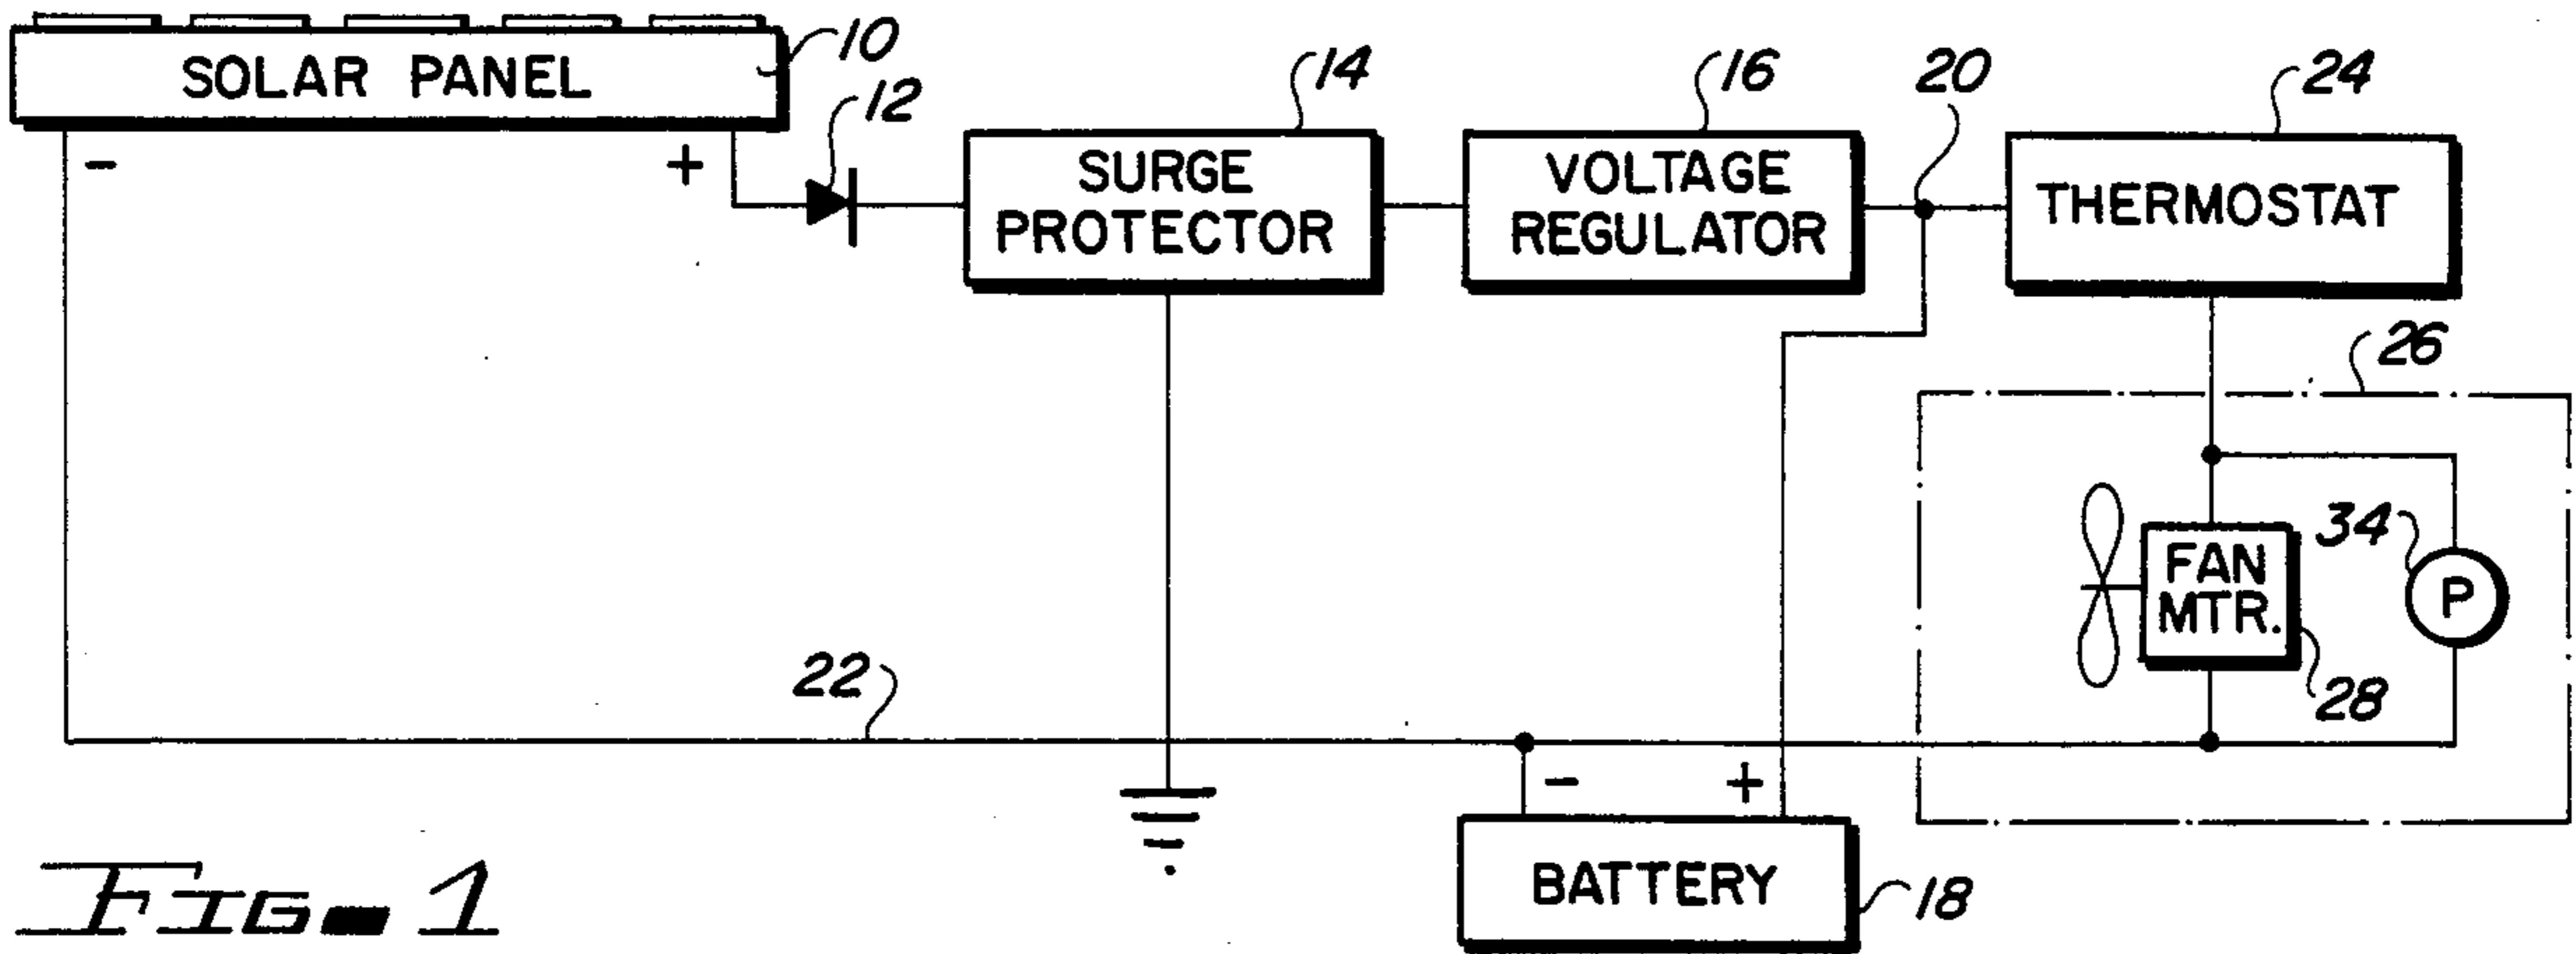 SOLAR PANEL
10
-
+
12
14
SURGE
PROTECTOR
16
VOLTAGE
REGULATOR
20
24
THERMOSTAT
26
FAN
MTR.
28
34
P
22
-
+
BATTERY
18
FIG. 1